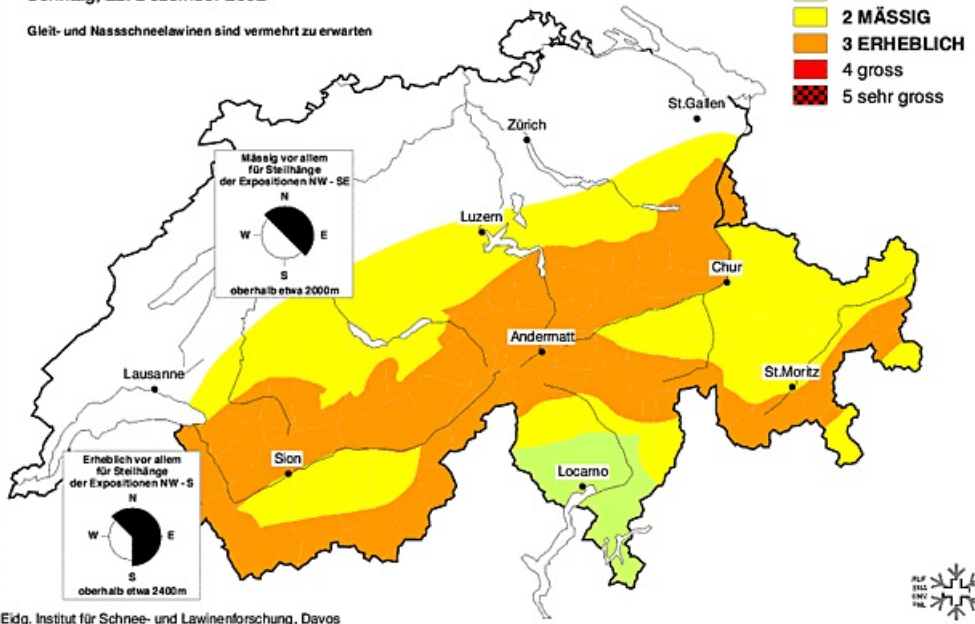 Gleit- und Nassschneelawinen sind vermehrt zu erwarten
2 MÄSSIG
3 ERHEBLICH
4 gross
5 sehr gross
St.Gallen
Zürich
Mässig vor allem
für Steilhänge
der Expositionen NW - SE
N
W
E
S
oberhalb etwa 2000m
Luzern
Chur
Andermatt
Lausanne
St.Moritz
Sion
Locarno
Erheblich vor allem
für Steilhänge
der Expositionen NW - S
N
W
E
S
oberhalb etwa 2400m
Eidg. Institut für Schnee- und Lawinenforschung, Davos